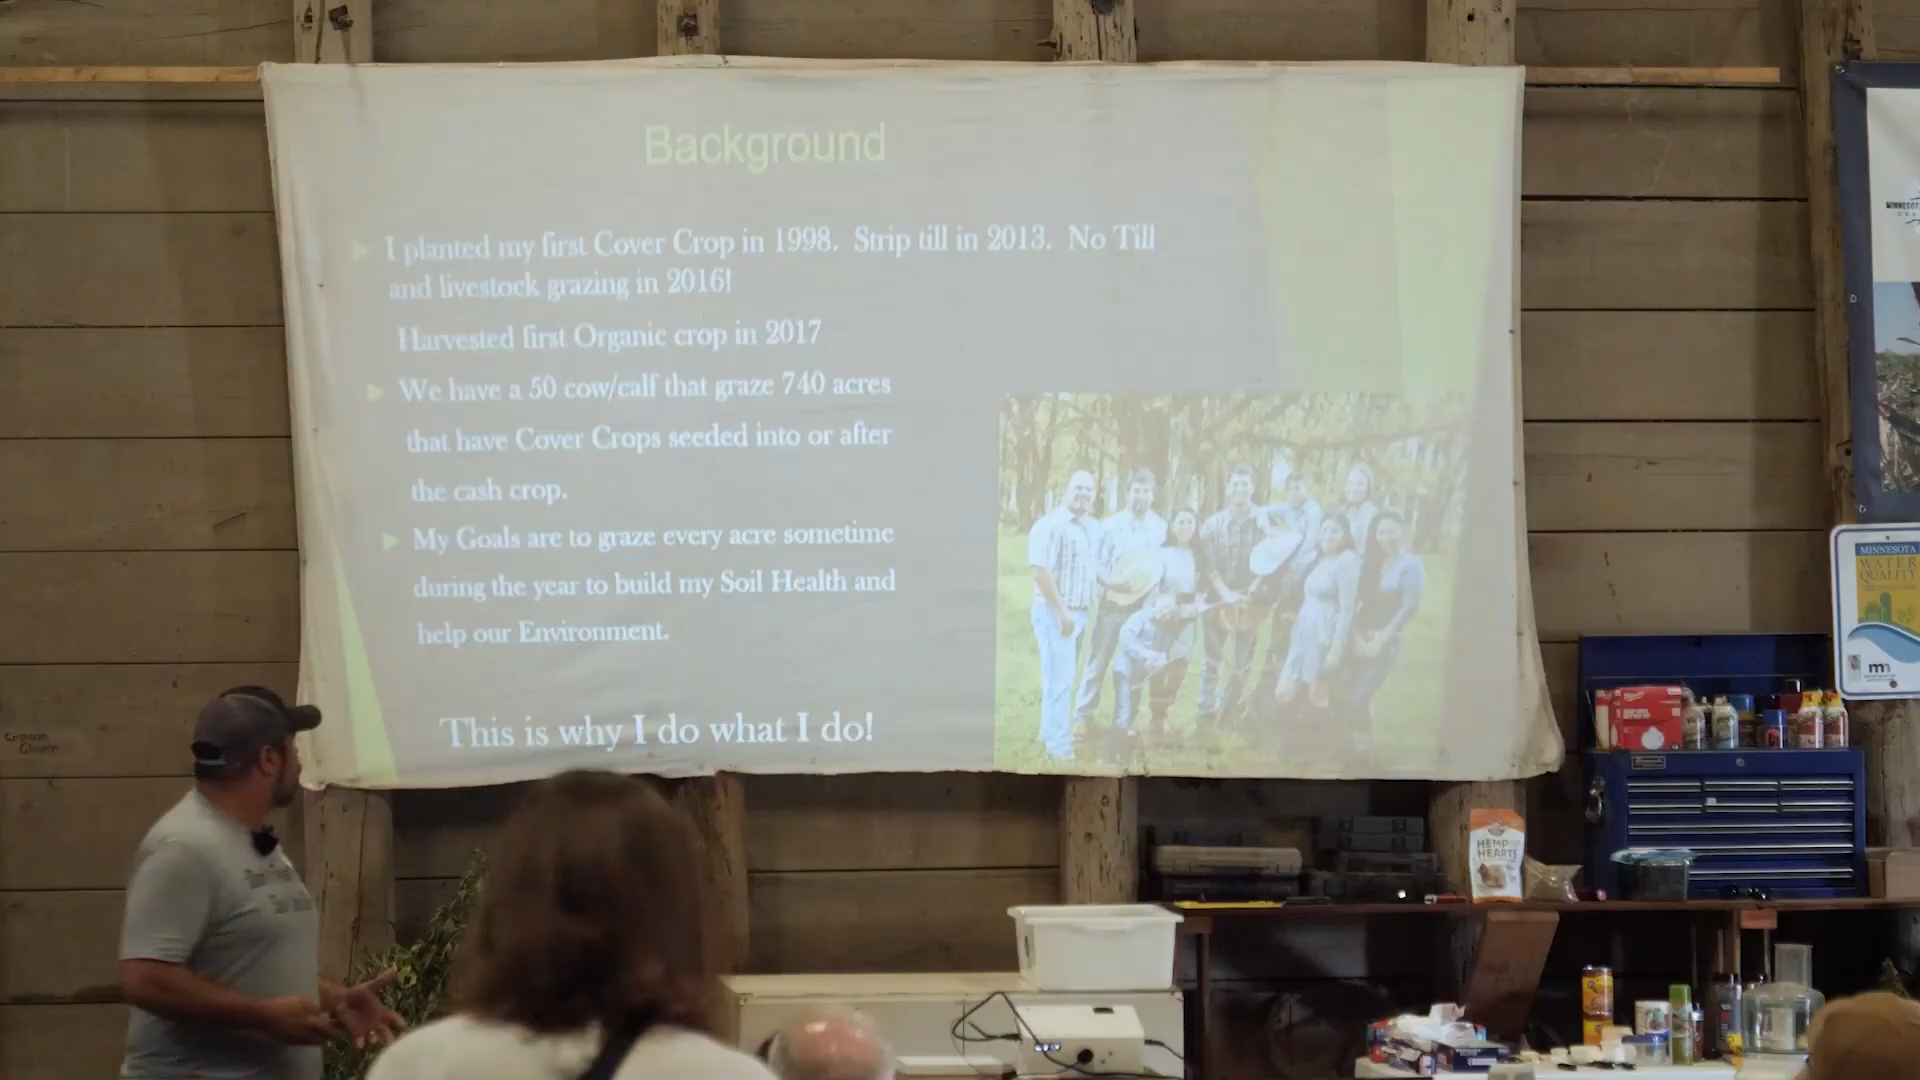 Background
I planted my first Cover Crop in 1998. Strip till in 2013. No Till
and livestock grazing in 2016!
Harvested first Organic crop in 2017
We have a 50 cow/calf that graze 740 acres
that have Cover Crops seeded into or after
the cash crop.
My Goals are to graze every acre sometime
during the year to build my Soil Health and
help our Environment.
This is why I do what I do!
MINNESOTA
WATER
QUALITY
HEMP
HEARTS
Crimson
Clover